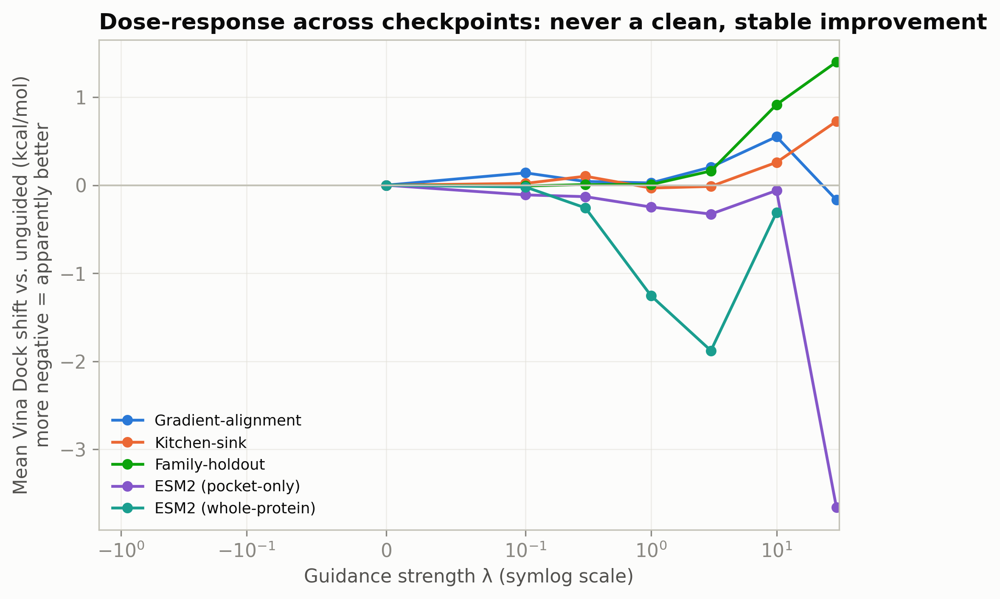 Dose-response across checkpoints: never a clean, stable improvement
Mean Vina Dock shift vs. unguided (kcal/mol)
more negative = apparently better
1
0
−1
−2
−3
Gradient-alignment
Kitchen-sink
Family-holdout
ESM2 (pocket-only)
ESM2 (whole-protein)
−10⁰ −10⁻¹ 0 10⁻¹ 10⁰ 10¹
Guidance strength λ (symlog scale)